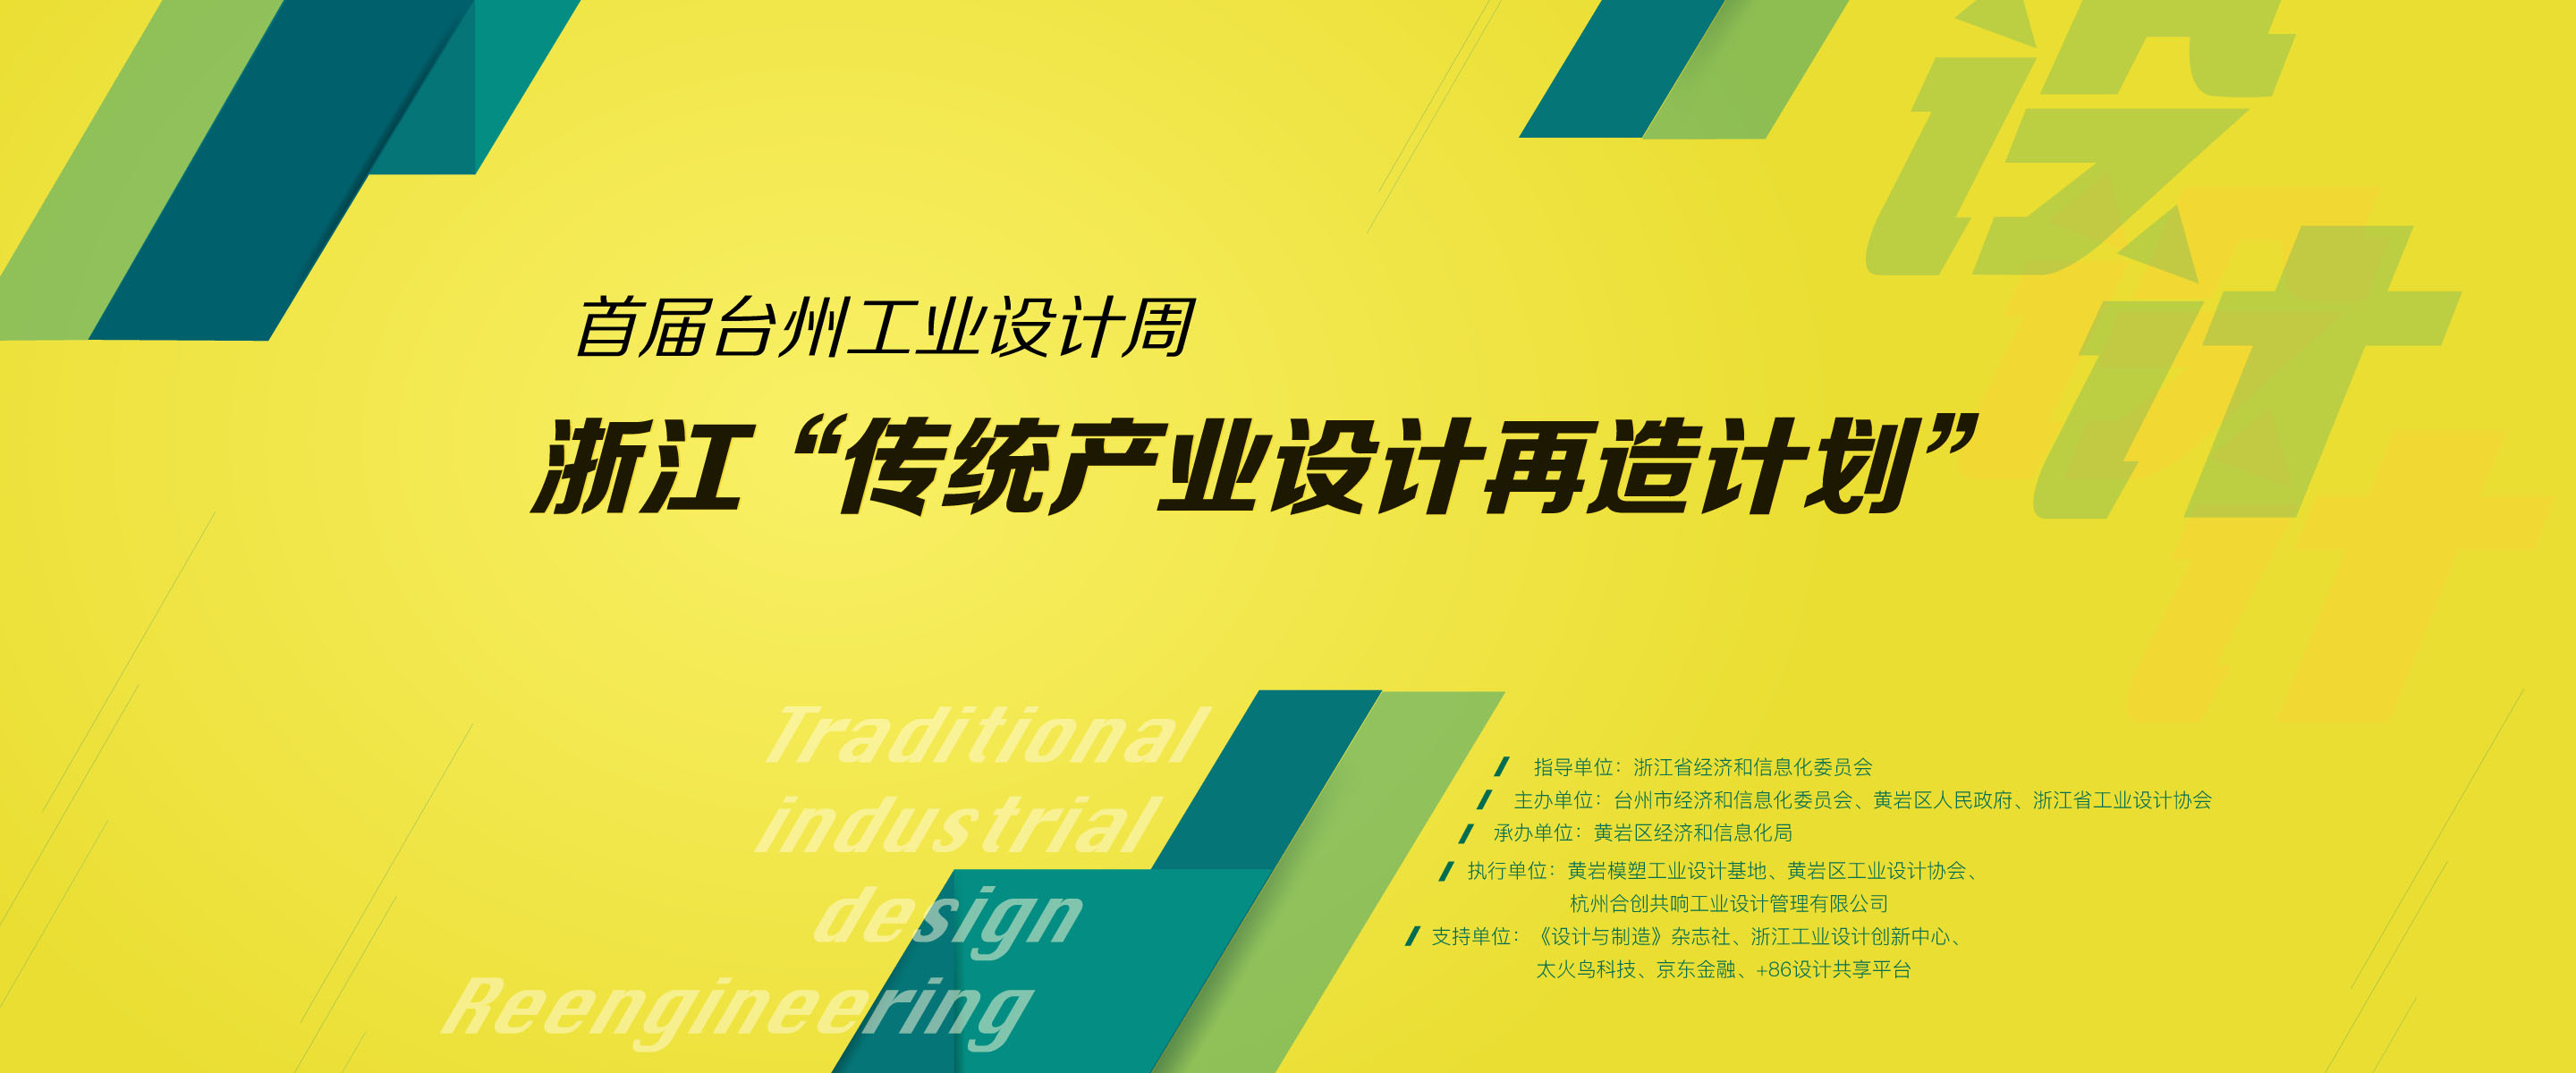 设
计
首届台州工业设计周
浙江“传统产业设计再造计划”
Traditional
industrial
design
Reengineering
指导单位：浙江省经济和信息化委员会
主办单位：台州市经济和信息化委员会、黄岩区人民政府、浙江省工业设计协会
承办单位：黄岩区经济和信息化局
执行单位：黄岩模塑工业设计基地、黄岩区工业设计协会、
杭州合创共响工业设计管理有限公司
支持单位：《设计与制造》杂志社、浙江工业设计创新中心、
太火鸟科技、京东金融、+86设计共享平台